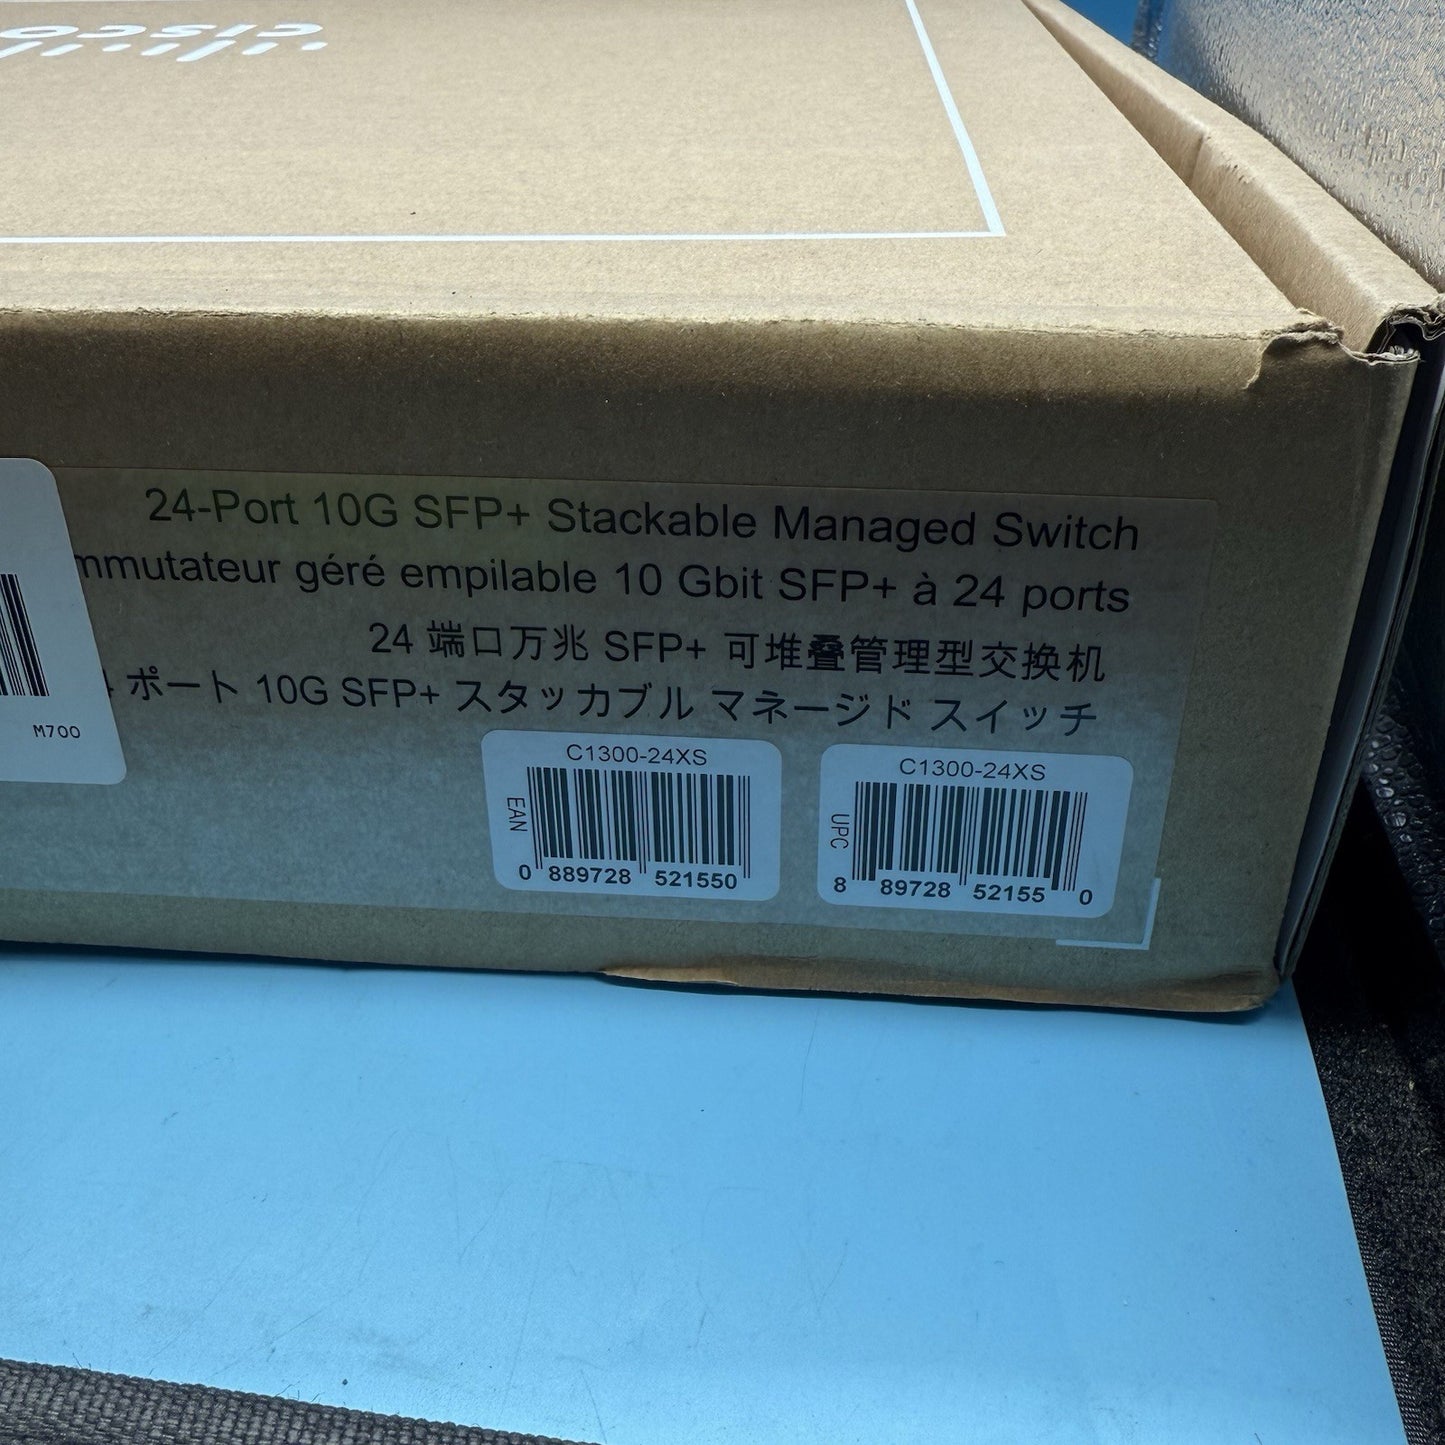 CISCO
24-Port 10G SFP+ Stackable Managed Switch
géré empilable 10 Gbit SFP+ à 24 ports
24 端口万兆 SFP+ 可堆叠管理型交换机
ポート 10G SFP+ スタッカブル マネージド スイッチ
M700
C1300-24XS
EAN
0 889728 521550
C1300-24XS
UPC
8 89728 52155 0